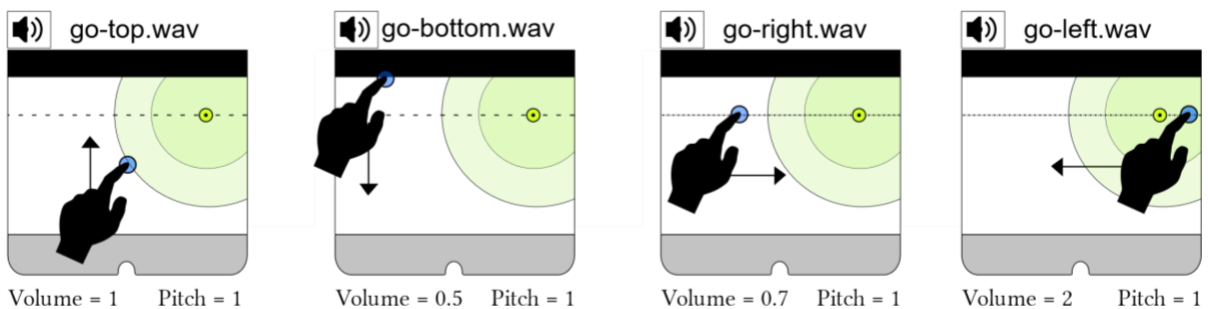 go-top.wav go-bottom.wav go-right.wav go-left.wav
Volume = 1 Pitch = 1 Volume = 0.5 Pitch = 1 Volume = 0.7 Pitch = 1 Volume = 2 Pitch = 1